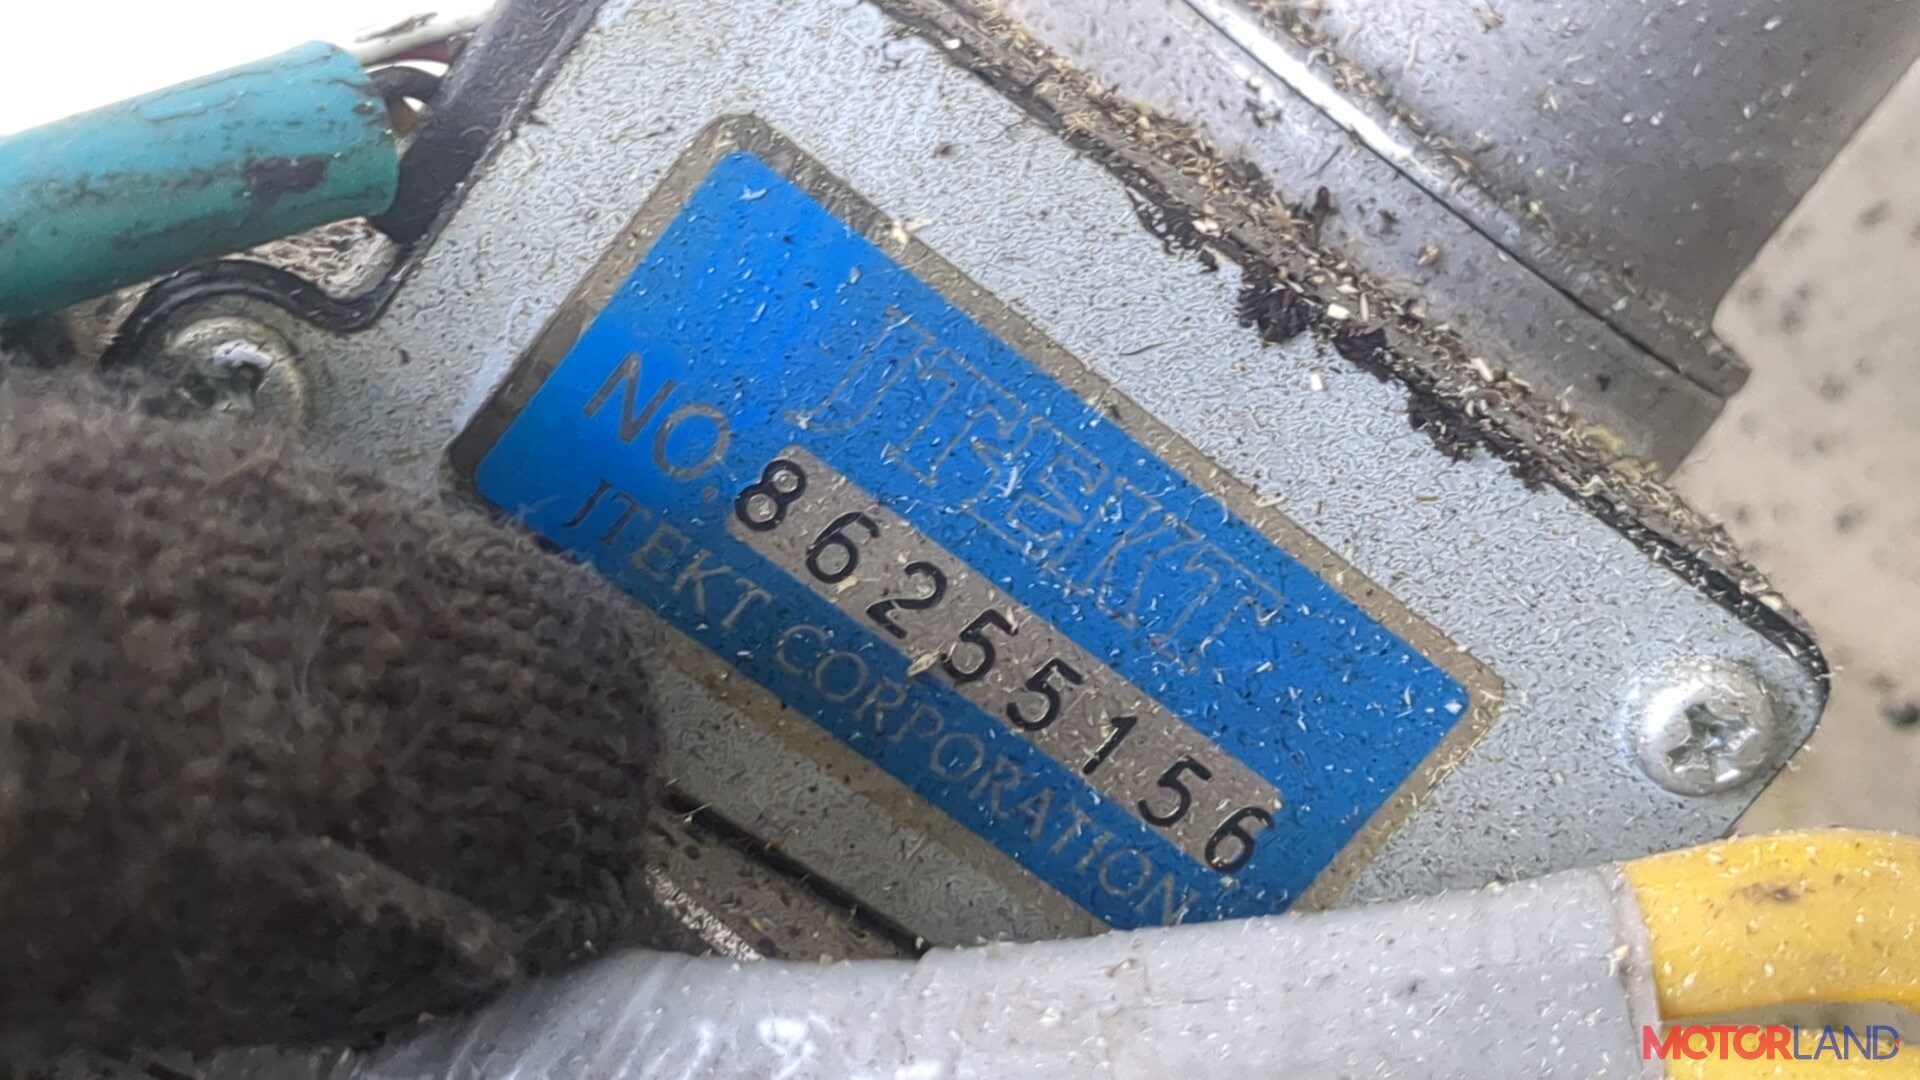 JTEKT
NO. 86255156
JTEKT CORPORATION
MOTORLAND